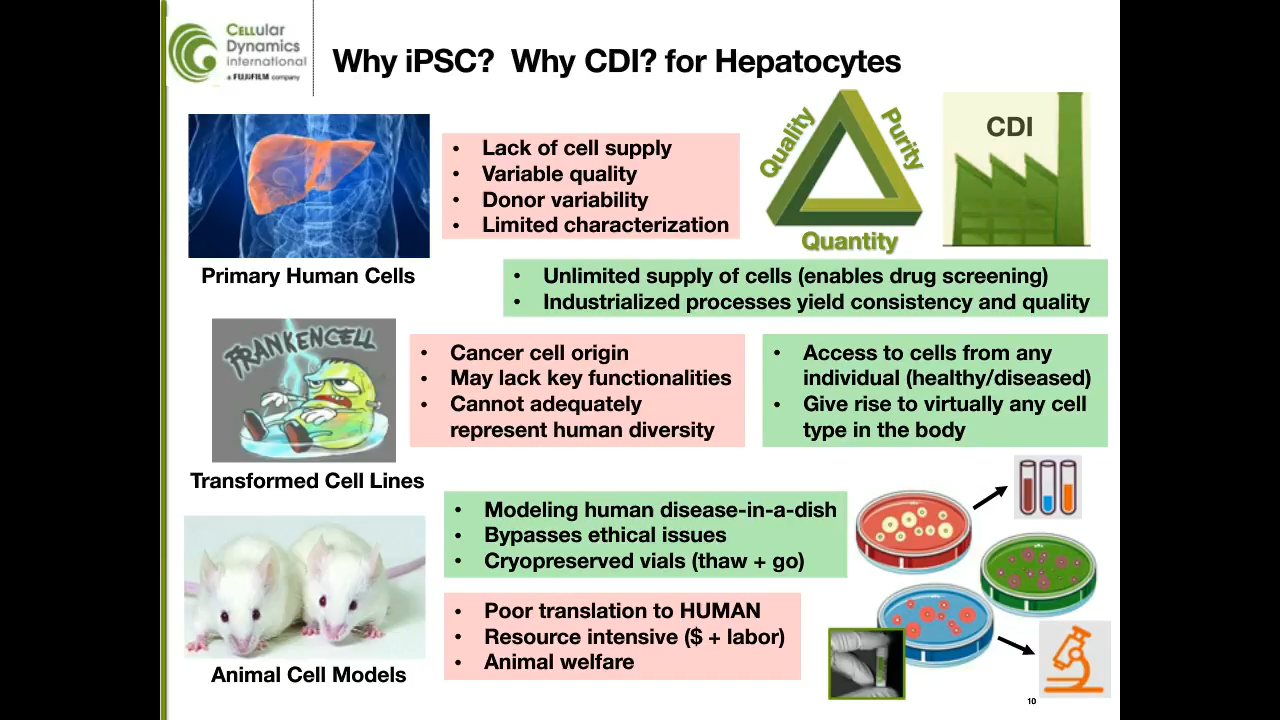 CELLular
Dynamics
international
a FUJIFILM company
Why iPSC?  Why CDI? for Hepatocytes
• Lack of cell supply
• Variable quality
• Donor variability
• Limited characterization
Quality
Purity
Quantity
CDI
Primary Human Cells
• Unlimited supply of cells (enables drug screening)
• Industrialized processes yield consistency and quality
FRANKENCELL
Transformed Cell Lines
• Cancer cell origin
• May lack key functionalities
• Cannot adequately
represent human diversity
• Access to cells from any
individual (healthy/diseased)
• Give rise to virtually any cell
type in the body
• Modeling human disease-in-a-dish
• Bypasses ethical issues
• Cryopreserved vials (thaw + go)
Animal Cell Models
• Poor translation to HUMAN
• Resource intensive ($ + labor)
• Animal welfare
10